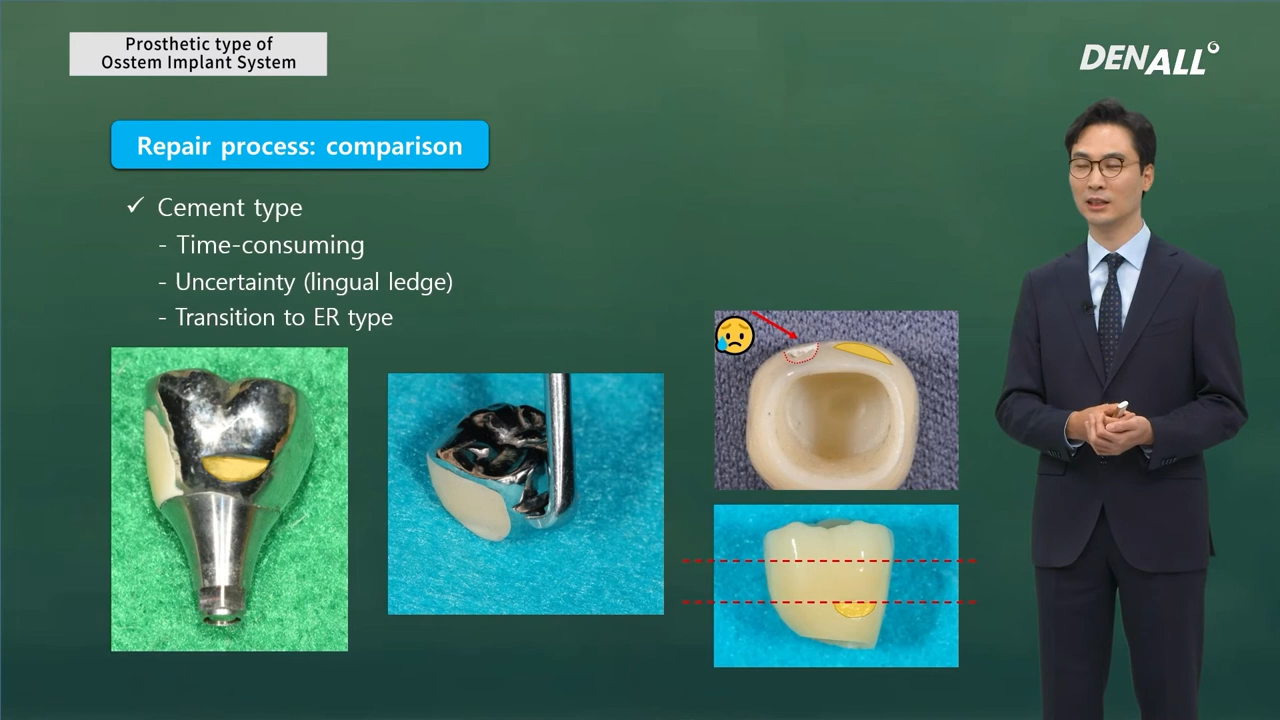 Prosthetic type of
Osstem Implant System
DENALL
Repair process: comparison
✓ Cement type
- Time-consuming
- Uncertainty (lingual ledge)
- Transition to ER type